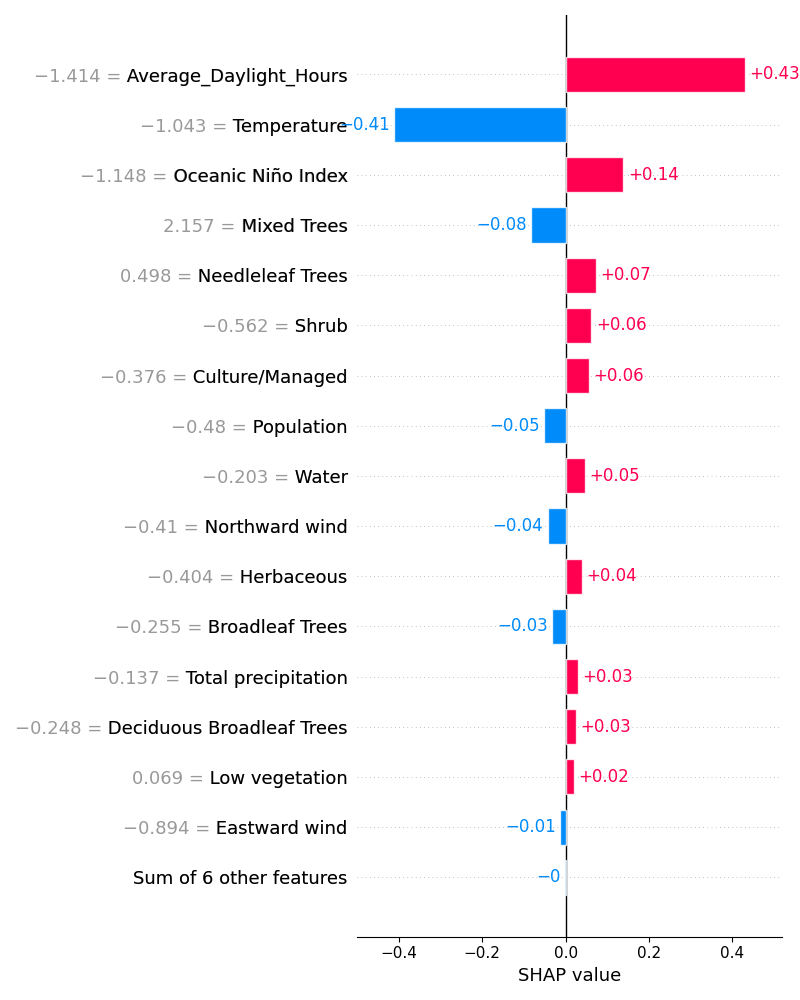 −1.414 = Average_Daylight_Hours +0.43
−1.043 = Temperature −0.41
−1.148 = Oceanic Niño Index +0.14
2.157 = Mixed Trees −0.08
0.498 = Needleleaf Trees +0.07
−0.562 = Shrub +0.06
−0.376 = Culture/Managed +0.06
−0.48 = Population −0.05
−0.203 = Water +0.05
−0.41 = Northward wind −0.04
−0.404 = Herbaceous +0.04
−0.255 = Broadleaf Trees −0.03
−0.137 = Total precipitation +0.03
−0.248 = Deciduous Broadleaf Trees +0.03
0.069 = Low vegetation +0.02
−0.894 = Eastward wind −0.01
Sum of 6 other features −0
−0.4 −0.2 0.0 0.2 0.4
SHAP value